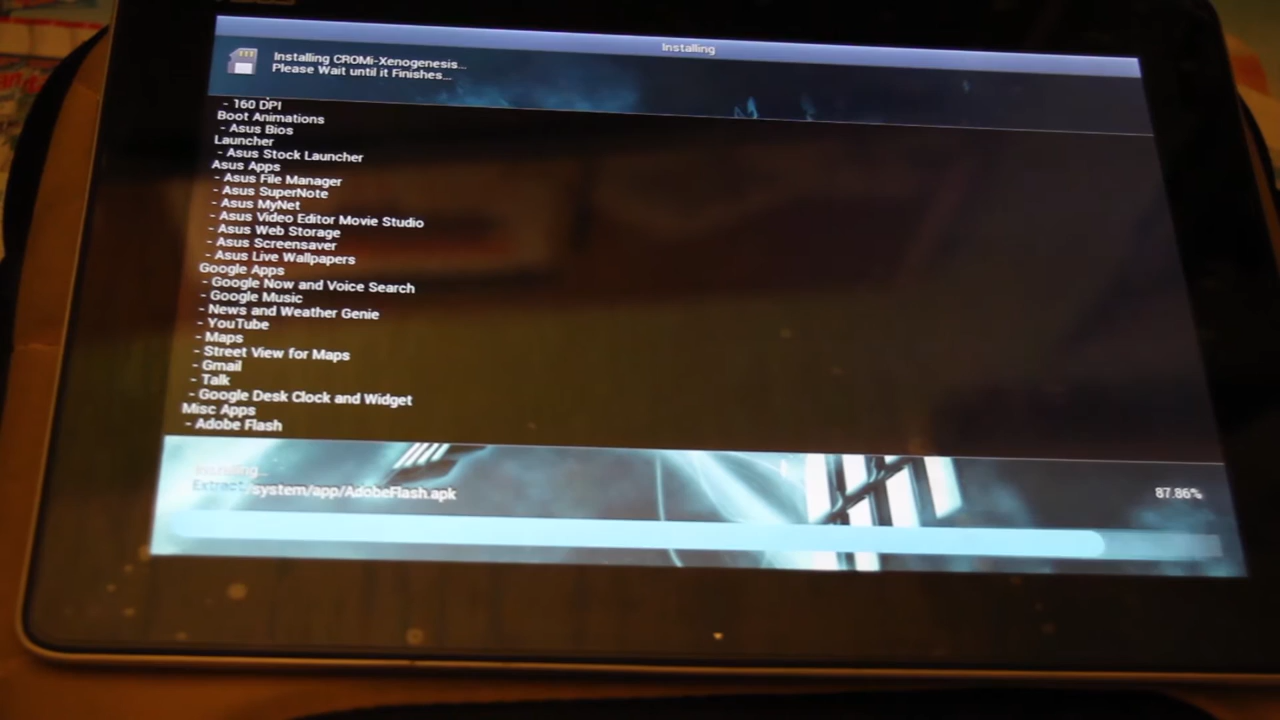 Installing
Installing CROMi-Xenogenesis...
Please Wait until it Finishes...
- 160 DPI
Boot Animations
- Asus Bios
Launcher
- Asus Stock Launcher
Asus Apps
- Asus File Manager
- Asus SuperNote
- Asus MyNet
- Asus Video Editor Movie Studio
- Asus Web Storage
- Asus Screensaver
- Asus Live Wallpapers
Google Apps
- Google Now and Voice Search
- Google Music
- News and Weather Genie
- YouTube
- Maps
- Street View for Maps
- Gmail
- Talk
- Google Desk Clock and Widget
Misc Apps
- Adobe Flash
Installing...
Extract: /system/app/AdobeFlash.apk
87.86%